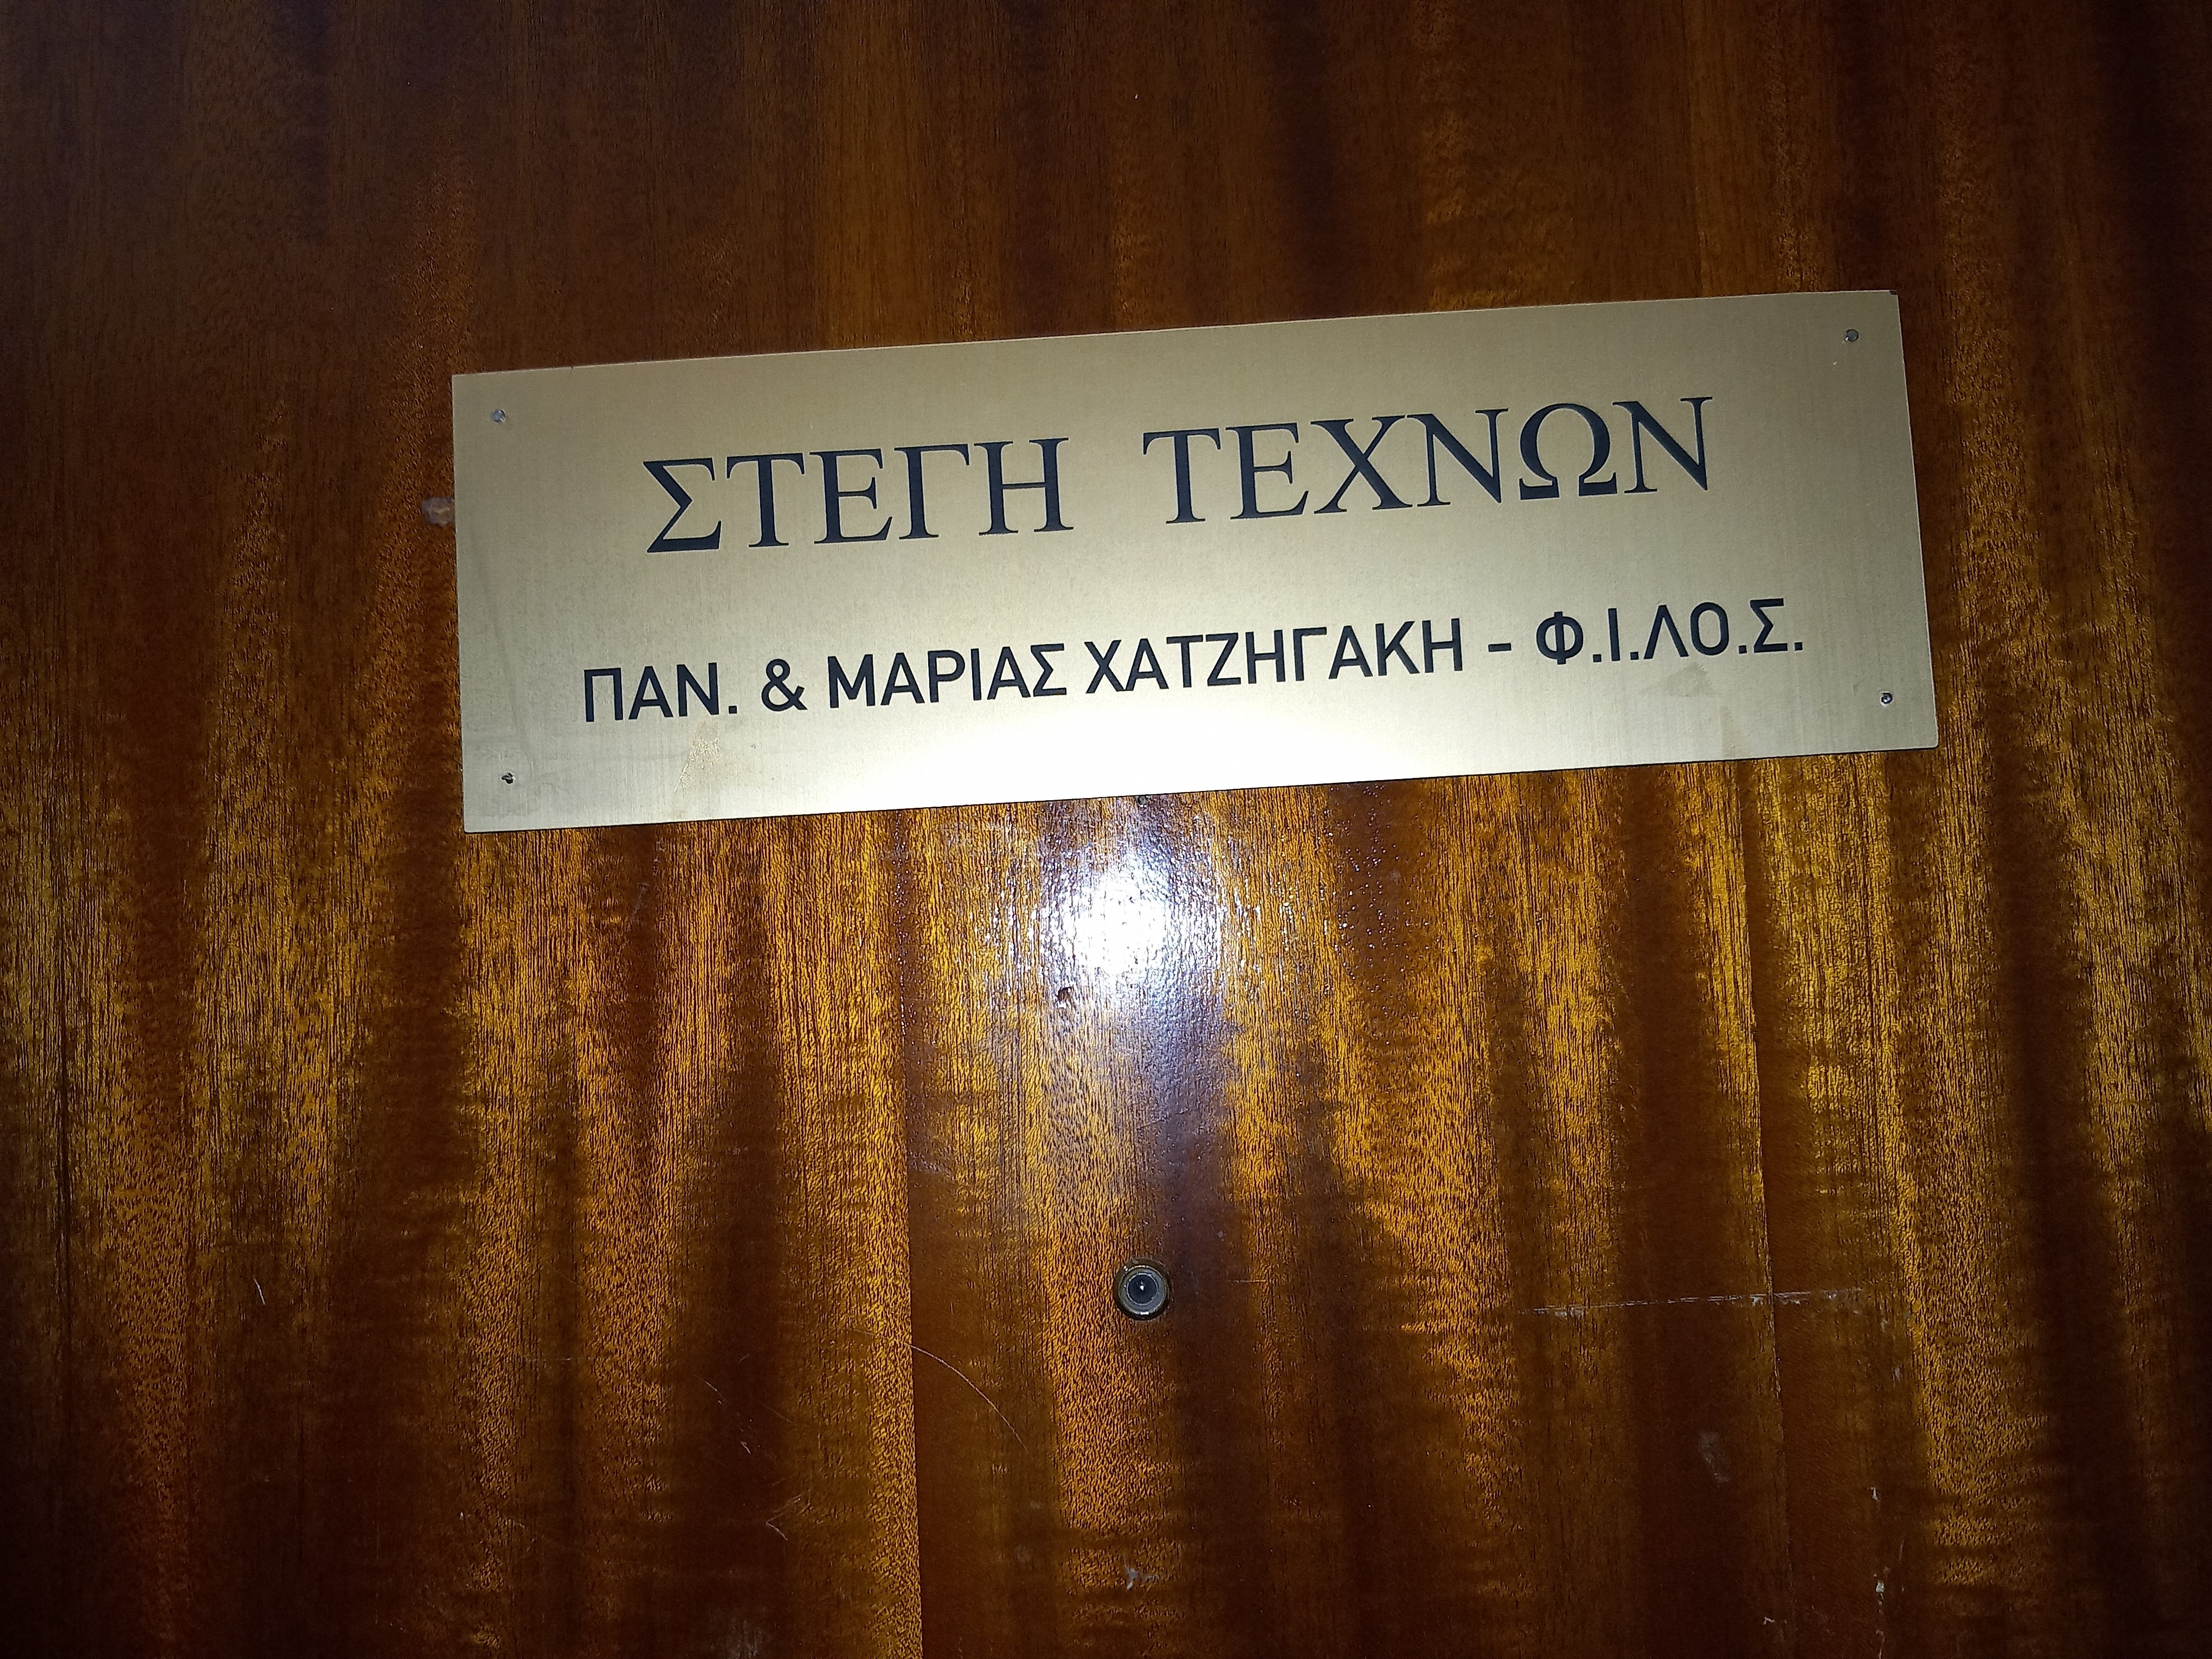 ΣΤΕΓΗ ΤΕΧΝΩΝ
ΠΑΝ. & ΜΑΡΙΑΣ ΧΑΤΖΗΓΑΚΗ - Φ.Ι.ΛΟ.Σ.